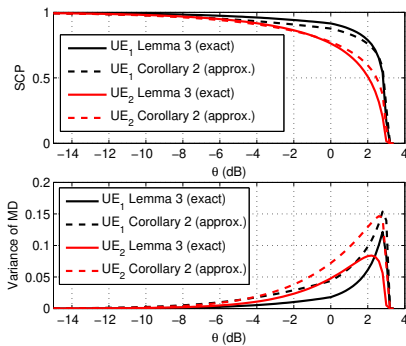 1
0.5
0
SCP
UE1 Lemma 3 (exact)
UE1 Corollary 2 (approx.)
UE2 Lemma 3 (exact)
UE2 Corollary 2 (approx.)
−14 −12 −10 −8 −6 −4 −2 0 2 4
θ (dB)
0.2
0.15
0.1
0.05
0
Variance of MD
UE1 Lemma 3 (exact)
UE1 Corollary 2 (approx.)
UE2 Lemma 3 (exact)
UE2 Corollary 2 (approx.)
−14 −12 −10 −8 −6 −4 −2 0 2 4
θ (dB)